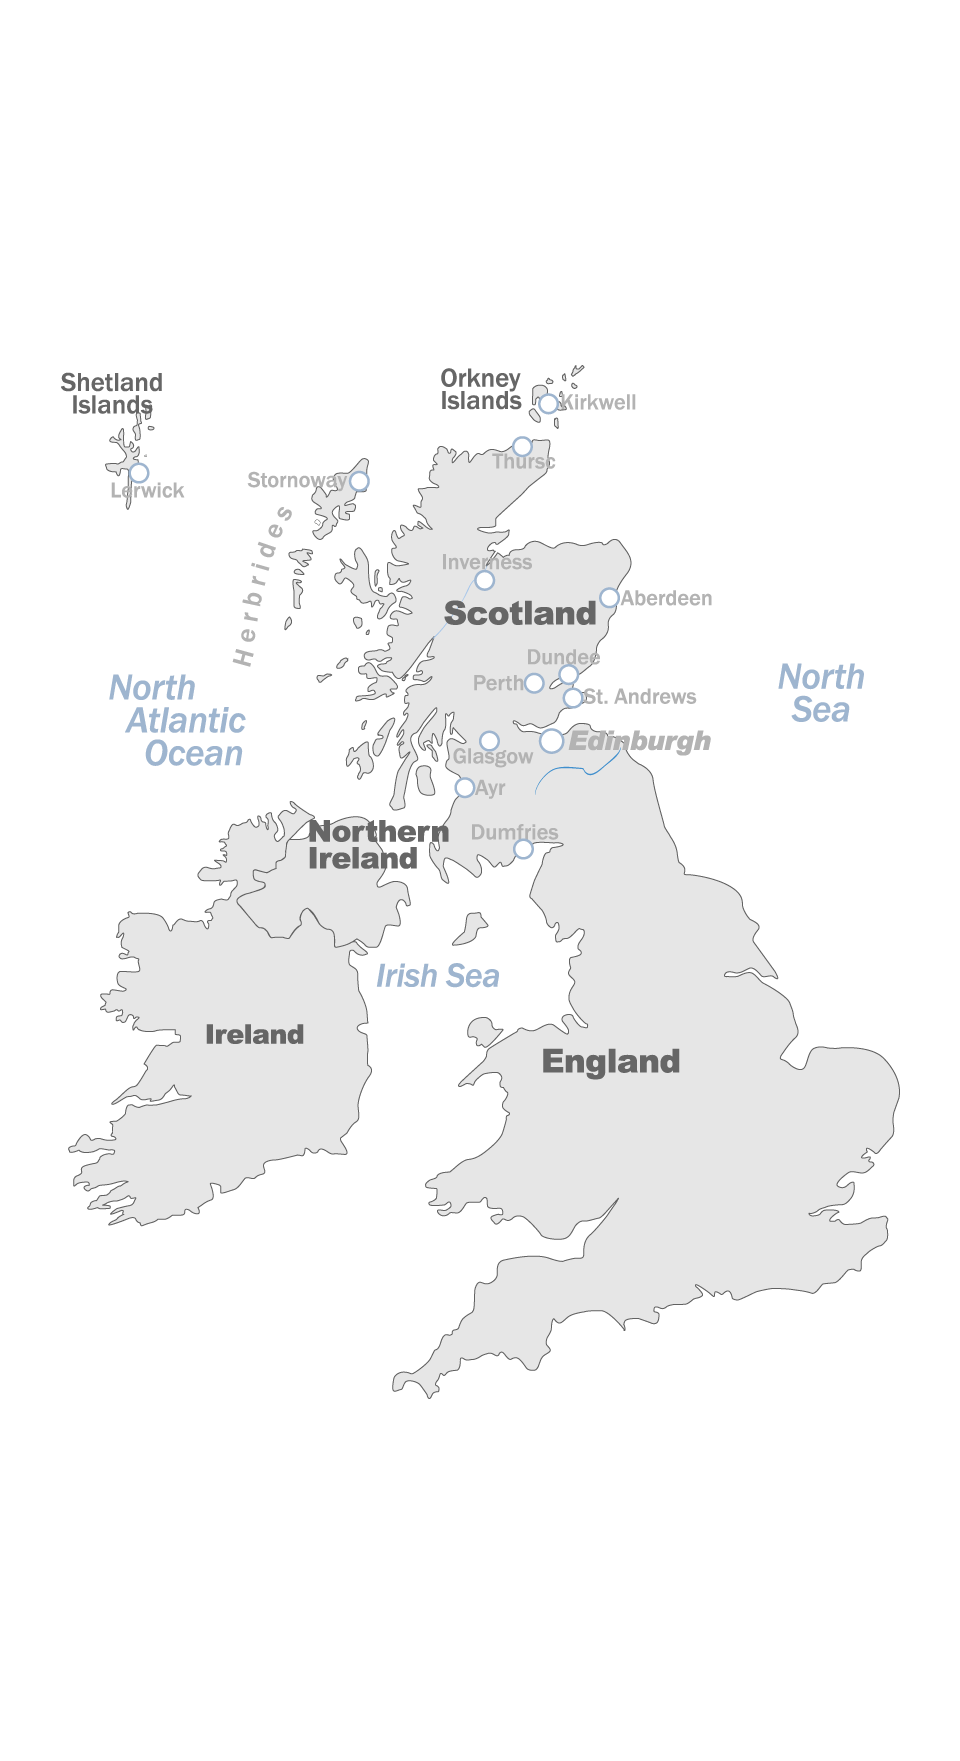 Shetland
Islands
Orkney
Islands
Kirkwell
Thursc
Lerwick
Stornoway
Herbrides
Inverness
Scotland
Aberdeen
Dundee
Perth
St. Andrews
North
Atlantic
Ocean
North
Sea
Glasgow
Edinburgh
Ayr
Northern
Ireland
Dumfries
Irish Sea
Ireland
England